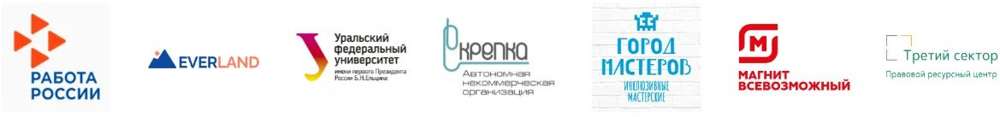 РАБОТА
РОССИИ
EVERLAND
Уральский
федеральный
университет
имени первого Президента
России Б.Н.Ельцина
Скрепка
Автономная
некоммерческая
организация
ГОРОД
МАСТЕРОВ
ИНКЛЮЗИВНЫЕ
МАСТЕРСКИЕ
М
МАГНИТ
ВСЕВОЗМОЖНЫЙ
Третий сектор
Правовой ресурсный центр